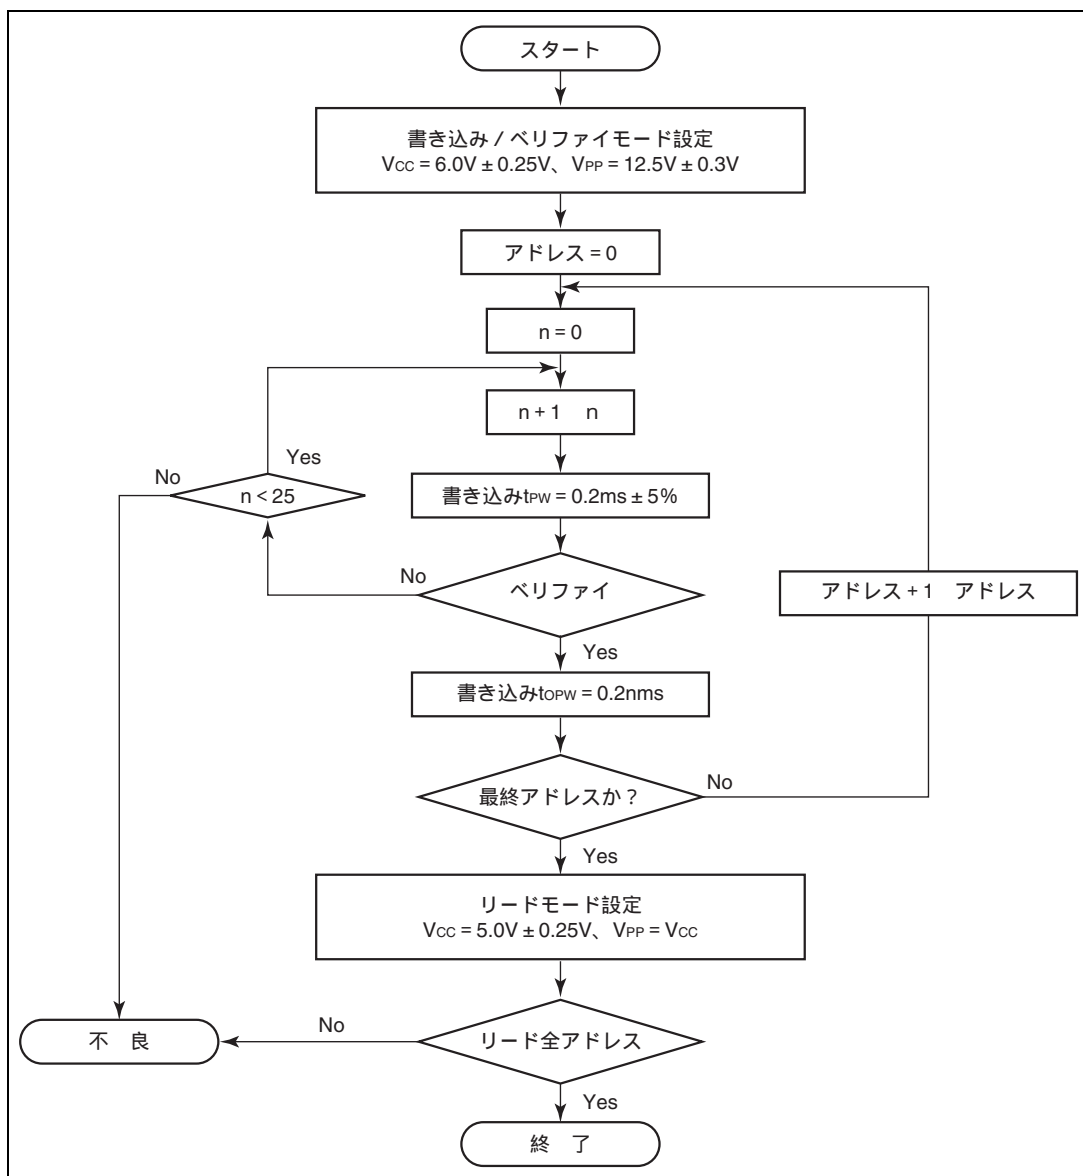 スタート
書き込み / ベリファイモード設定
VCC = 6.0V ± 0.25V、VPP = 12.5V ± 0.3V
アドレス = 0
n = 0
n + 1　n
No
Yes
n < 25
書き込みtPW = 0.2ms ± 5%
No
ベリファイ
アドレス + 1　アドレス
Yes
書き込みtOPW = 0.2nms
最終アドレスか？
No
Yes
リードモード設定
VCC = 5.0V ± 0.25V、VPP = VCC
不　良
No
リード全アドレス
Yes
終　了